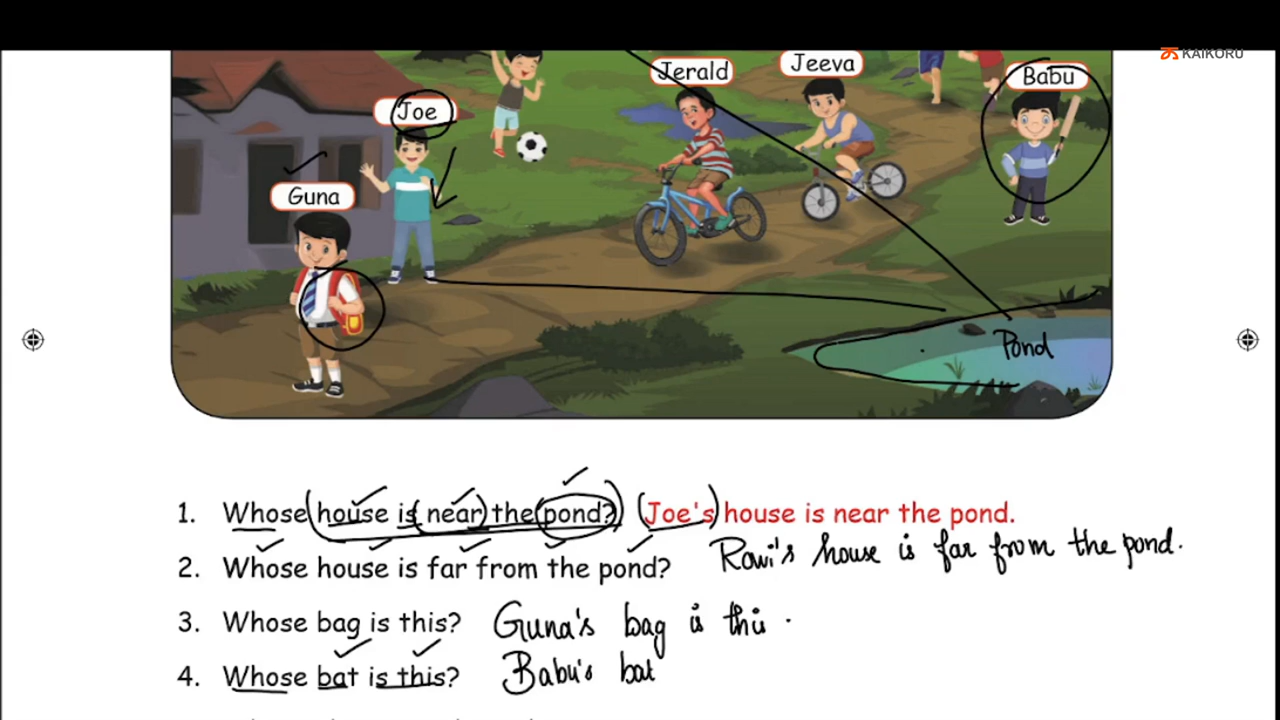 KAIKORU
Jerald
Jeeva
Babu
Joe
Guna
Pond
1. Whose house is near the pond? Joe's house is near the pond.
2. Whose house is far from the pond? Ravi's house is far from the pond.
3. Whose bag is this? Guna's bag is this.
4. Whose bat is this? Babu's bat